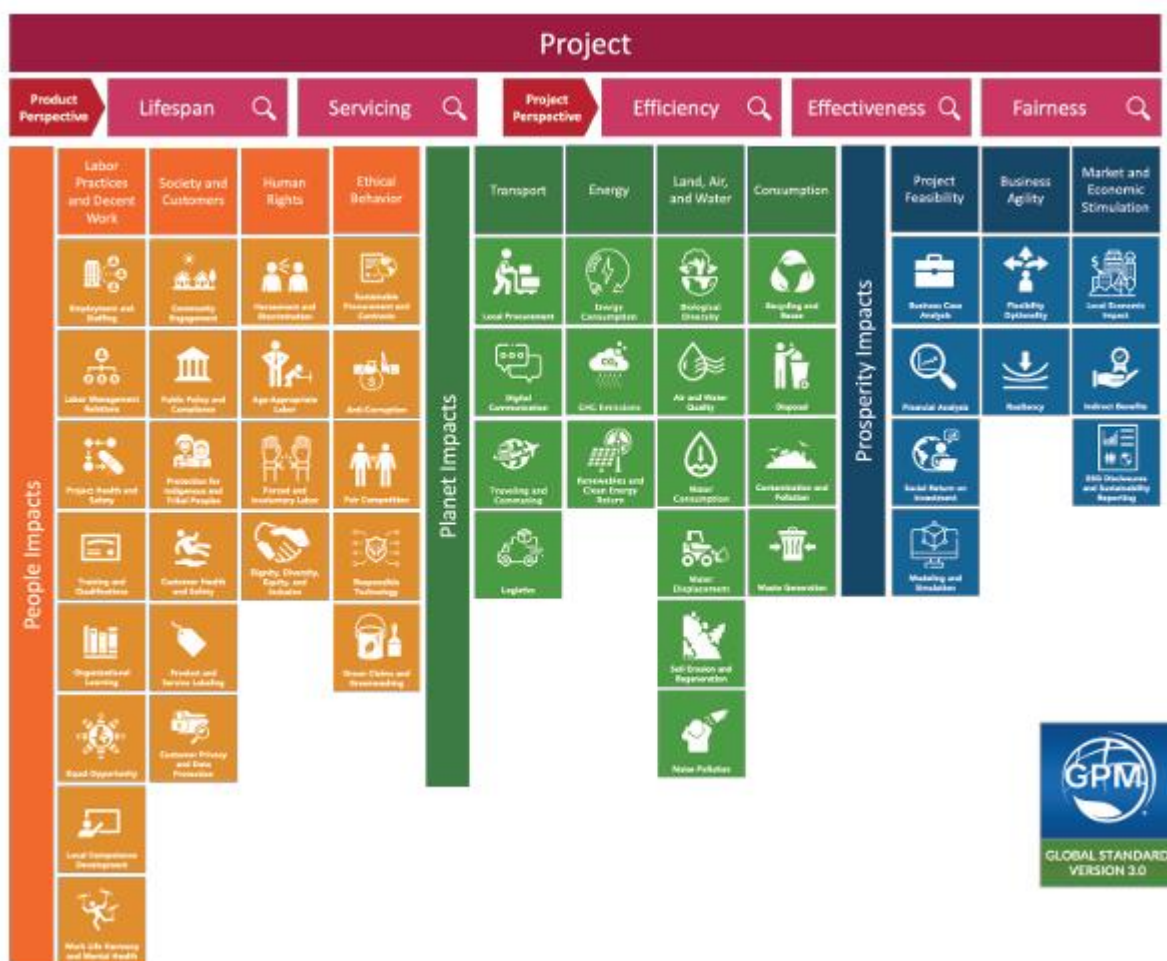 Project
Product
Perspective
Lifespan
Servicing
Project
Perspective
Efficiency
Effectiveness
Fairness
People Impacts
Labor
Practices
and Decent
Work
Employment and
Staffing
Labor Management
Relations
Project Health and
Safety
Training and
Qualifications
Organizational
Learning
Equal Opportunity
Local Competence
Development
Work Life Harmony
and Mental Health
Society and
Customers
Community
Engagement
Public Policy and
Compliance
Protection for
Indigenous and
Tribal Peoples
Customer Health
and Safety
Product and
Service Labeling
Customer Privacy
and Data
Protection
Human
Rights
Harassment and
Discrimination
Age-Appropriate
Labor
Forced and
Involuntary Labor
Dignity, Diversity,
Equity, and
Inclusion
Ethical
Behavior
Sustainable
Procurement and
Contracts
Anti-Corruption
Fair Competition
Responsible
Technology
Green Claims and
Greenwashing
Planet Impacts
Transport
Local Procurement
Digital
Communication
Traveling and
Commuting
Logistics
Energy
Energy
Consumption
CO₂
GHG Emissions
Renewables and
Clean Energy
Return
Land, Air,
and Water
Biological
Diversity
Air and Water
Quality
Water
Consumption
Water
Displacement
Soil Erosion and
Regeneration
Noise Pollution
Consumption
Recycling and
Reuse
Disposal
Contamination and
Pollution
Waste Generation
Prosperity Impacts
Project
Feasibility
Business Case
Analysis
Financial Analysis
Social Return on
Investment
Modeling and
Simulation
Business
Agility
Flexibility
Optionality
Resiliency
Market and
Economic
Stimulation
Local Economic
Impact
Indirect Benefits
ESG Disclosures
and Sustainability
Reporting
GPM
GLOBAL STANDARD
VERSION 3.0